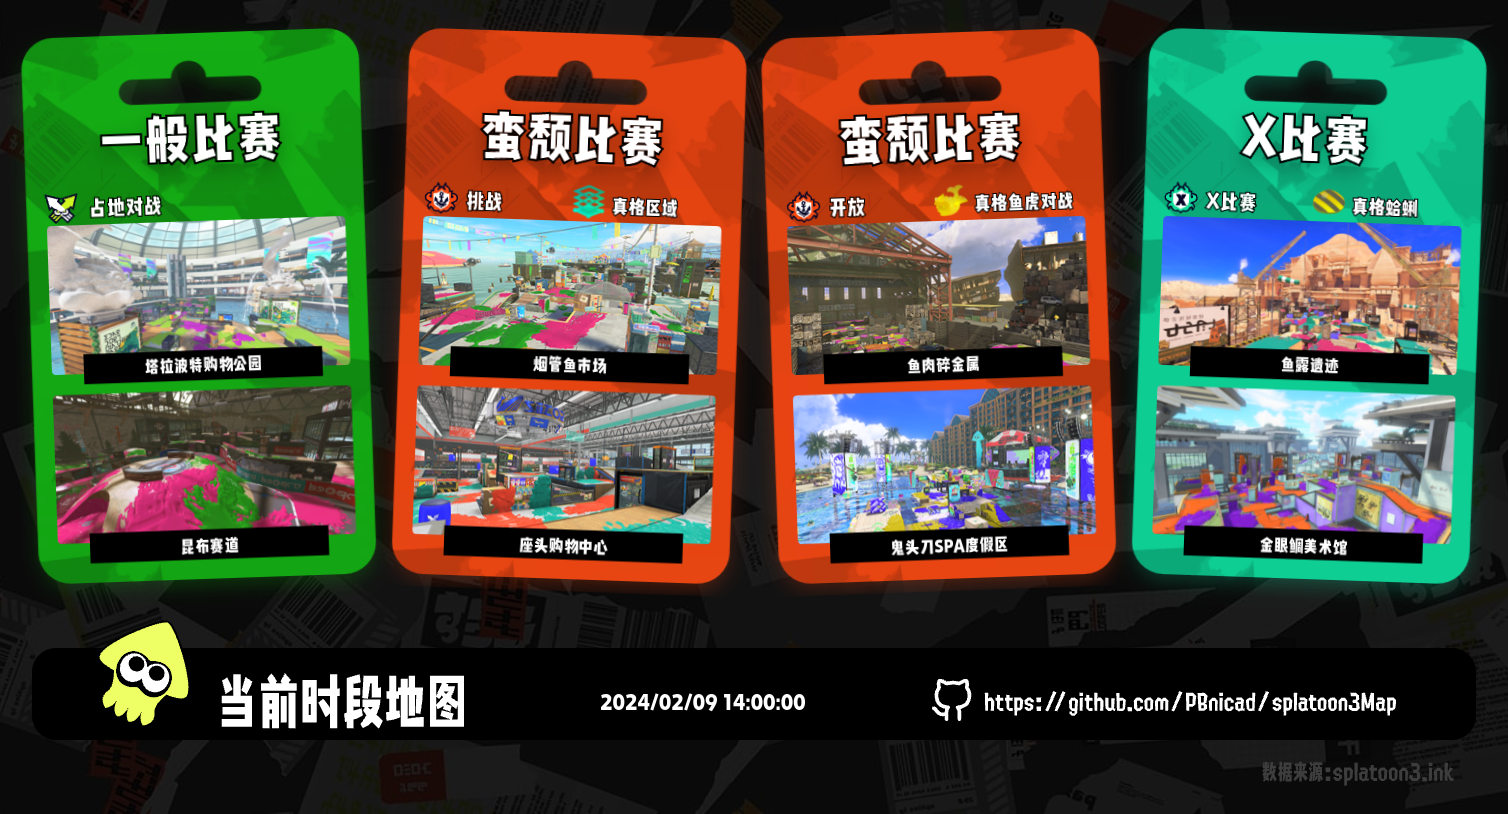 一般比赛
占地对战
塔拉波特购物公园
昆布赛道
蛮颓比赛
挑战
真格区域
烟管鱼市场
座头购物中心
蛮颓比赛
开放
真格鱼虎对战
鱼肉碎金属
鬼头刀SPA度假区
X比赛
X比赛
真格蛤蜊
鱼露遗迹
金眼鲷美术馆
当前时段地图
2024/02/09 14:00:00
https://github.com/PBnicad/splatoon3Map
数据来源:splatoon3.ink